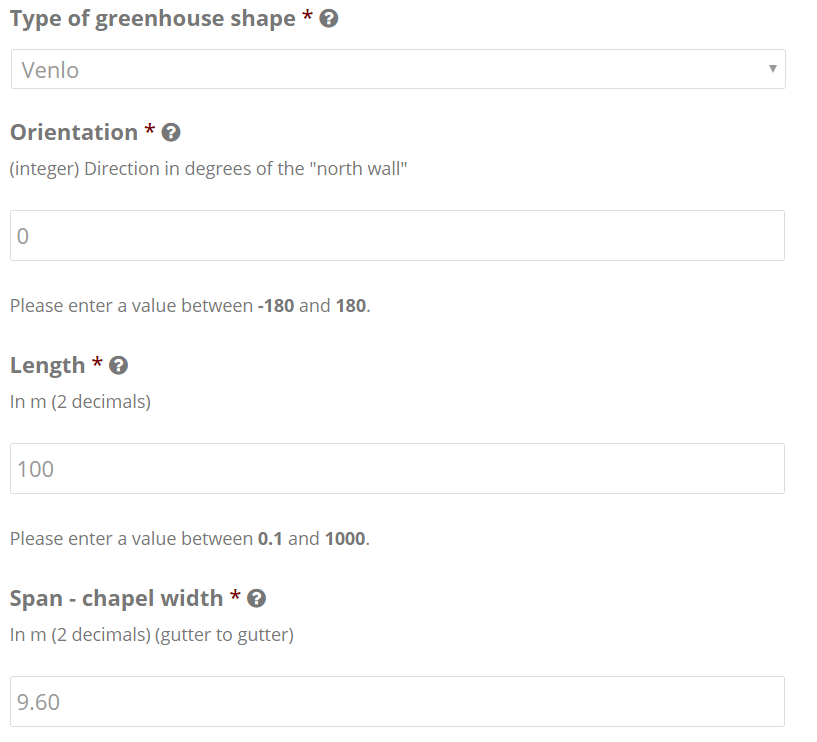 Type of greenhouse shape * ?
Venlo ▼
Orientation * ?
(integer) Direction in degrees of the "north wall"
0
Please enter a value between -180 and 180.
Length * ?
In m (2 decimals)
100
Please enter a value between 0.1 and 1000.
Span - chapel width * ?
In m (2 decimals) (gutter to gutter)
9.60